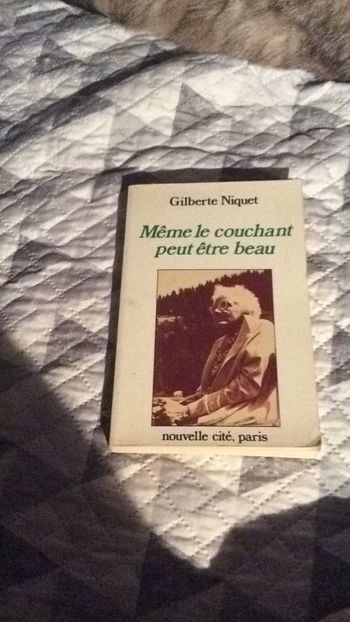 Gilberte Niquet
Même le couchant
peut être beau
nouvelle cité, paris